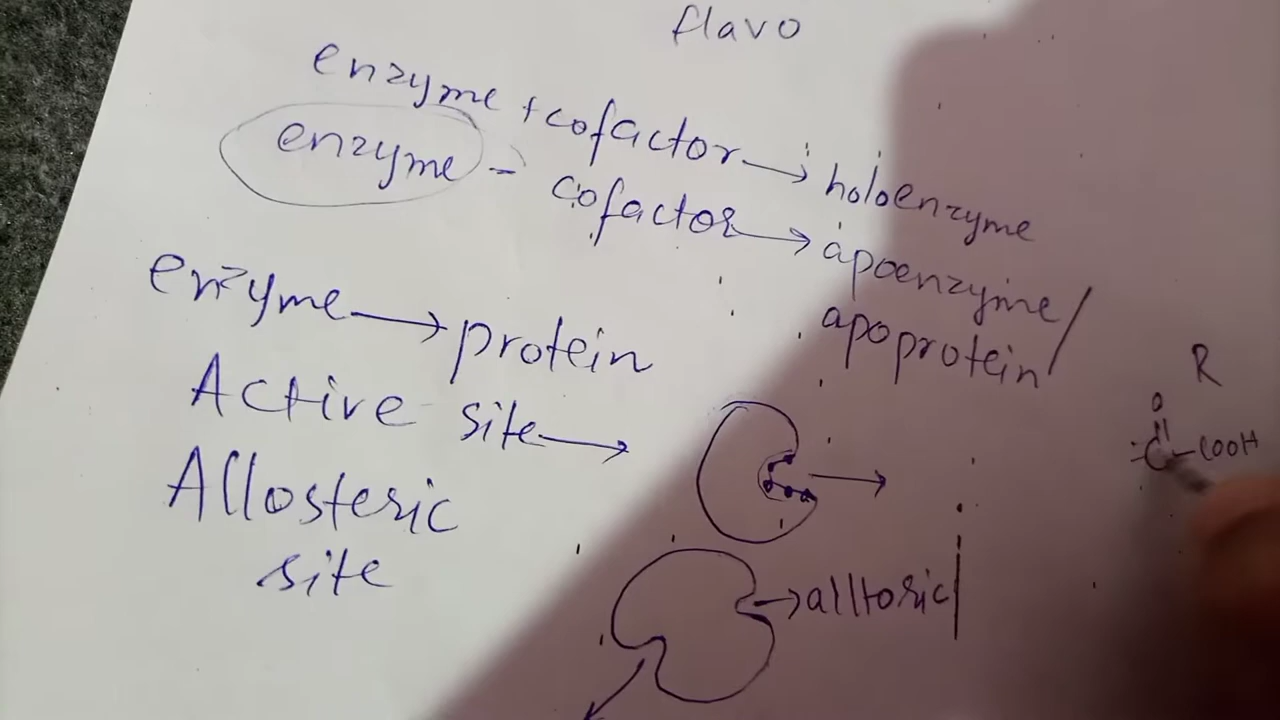 flavo
enzyme + cofactor → holoenzyme
enzyme - cofactor → apoenzyme/
apoprotein
enzyme → protein
Active site →
Allosteric
site
→ alltoric
R
O
C-COOH